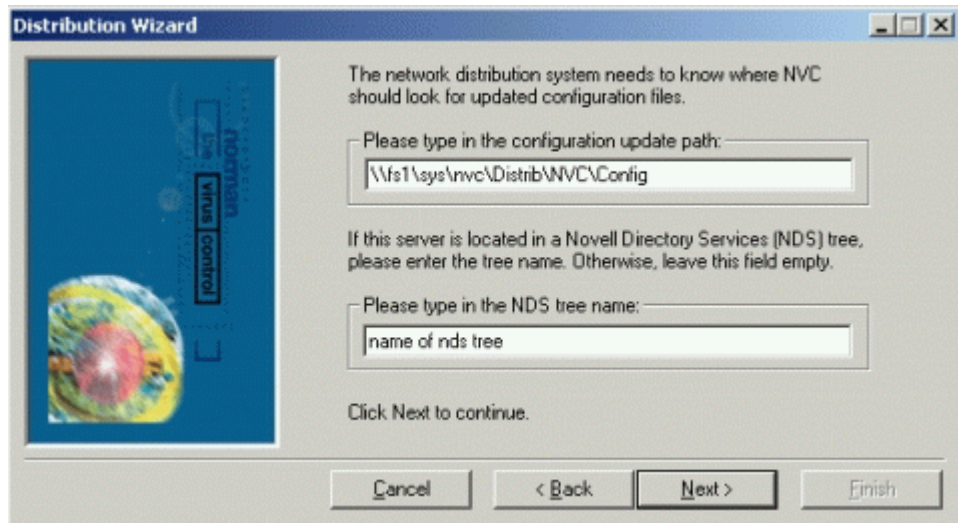 Distribution Wizard
the
norman
virus control
The network distribution system needs to know where NVC
should look for updated configuration files.
Please type in the configuration update path:
\\fs1\sys\nvc\Distrib\NVC\Config
If this server is located in a Novell Directory Services (NDS) tree,
please enter the tree name. Otherwise, leave this field empty.
Please type in the NDS tree name:
name of nds tree
Click Next to continue.
Cancel
< Back
Next >
Finish